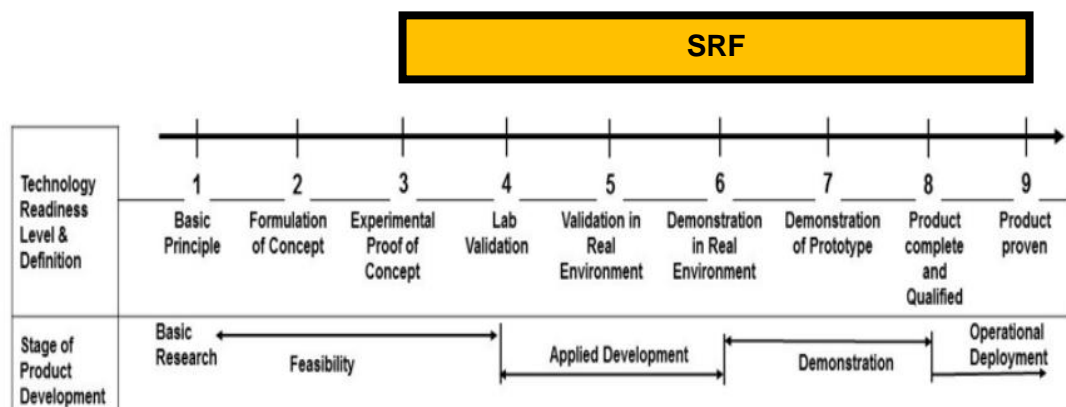 SRF
Technology
Readiness
Level &
Definition
1 2 3 4 5 6 7 8 9
Basic
Principle
Formulation
of Concept
Experimental
Proof of
Concept
Lab
Validation
Validation in
Real
Environment
Demonstration
in Real
Environment
Demonstration
of Prototype
Product
complete
and
Qualified
Product
proven
Stage of
Product
Development
Basic
Research
Feasibility
Applied Development
Demonstration
Operational
Deployment